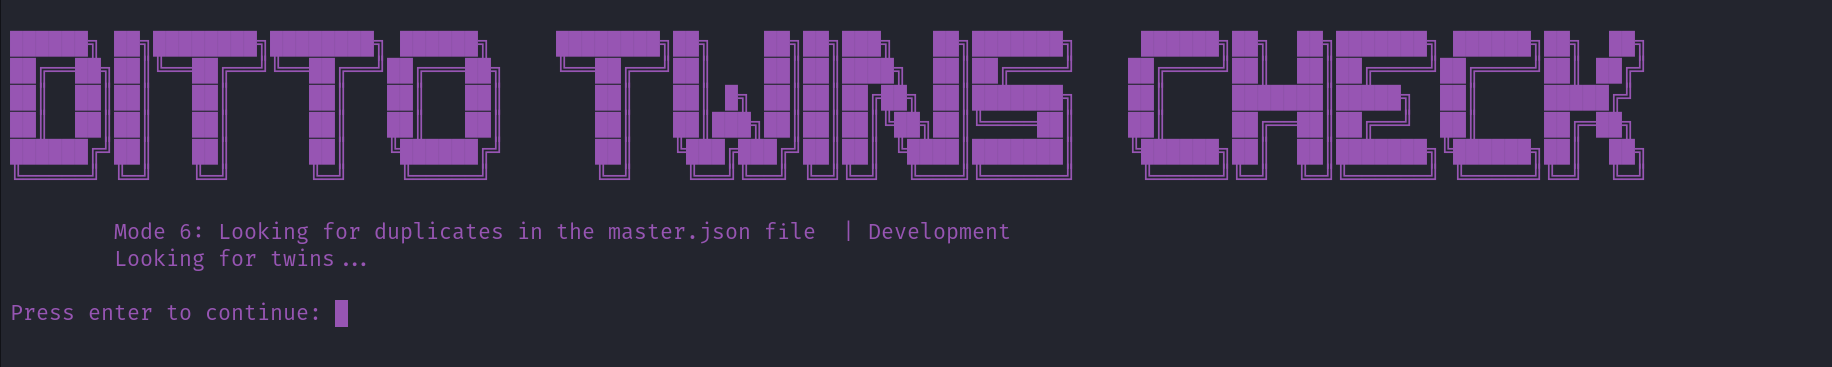 DITTO TWINS CHECK
Mode 6: Looking for duplicates in the master.json file | Development
Looking for twins...
Press enter to continue: